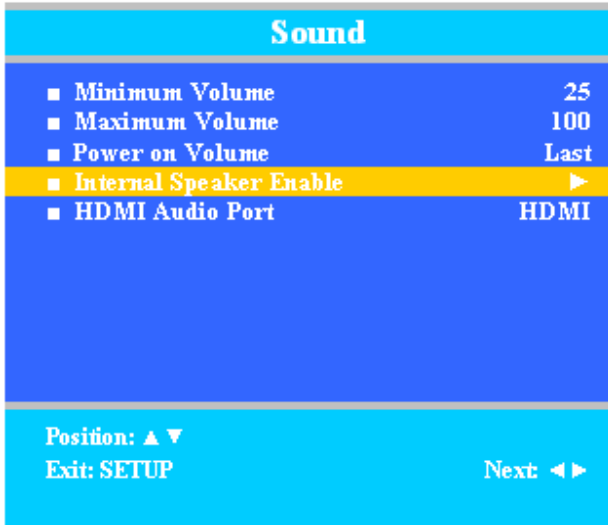 Sound
Minimum Volume 25
Maximum Volume 100
Power on Volume Last
Internal Speaker Enable ▶
HDMI Audio Port HDMI
Position: ▲ ▼
Exit: SETUP Next: ◀ ▶